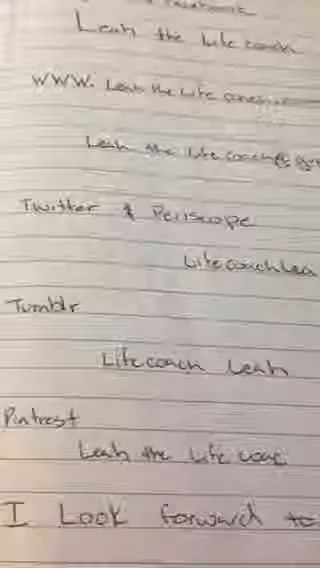 Facebook
Leah the Life coach
WWW. Leah the Life
Leah the Life coach@g
Twitter & Periscope
Lifecoachlea
Tumblr
Lifecoach Leah
Pintrest
Leah the Life coac
I Look forward to